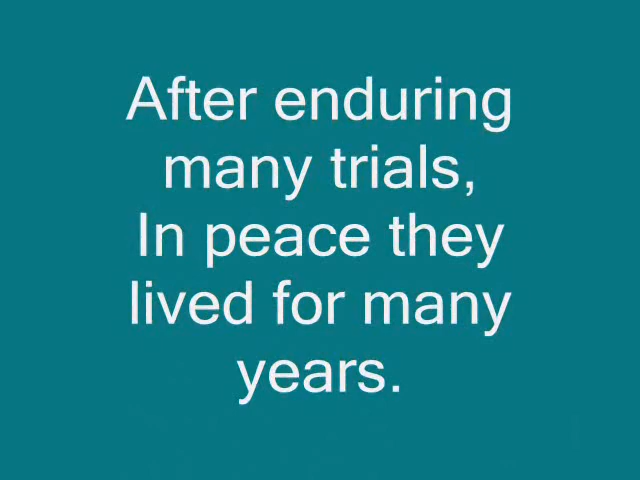 After enduring
many trials,
In peace they
lived for many
years.